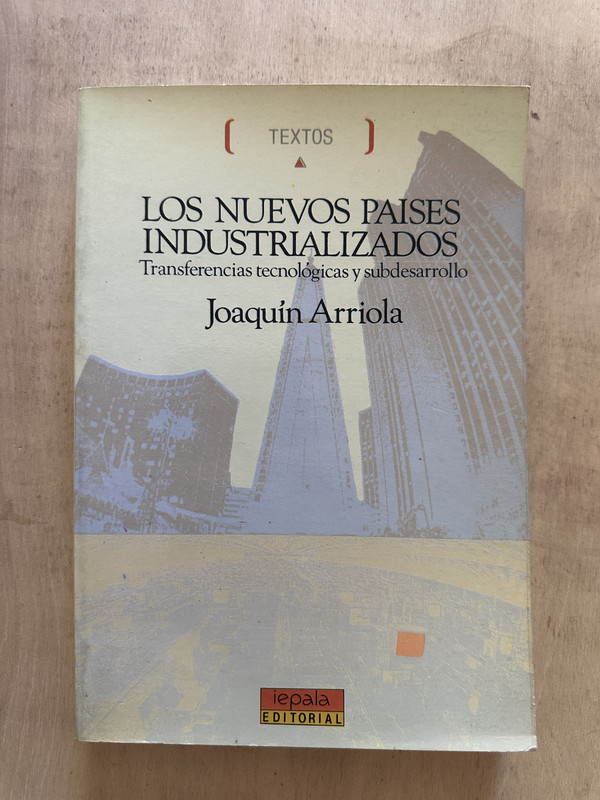 ( TEXTOS )
LOS NUEVOS PAISES
INDUSTRIALIZADOS
Transferencias tecnológicas y subdesarrollo
Joaquín Arriola
iepala
EDITORIAL